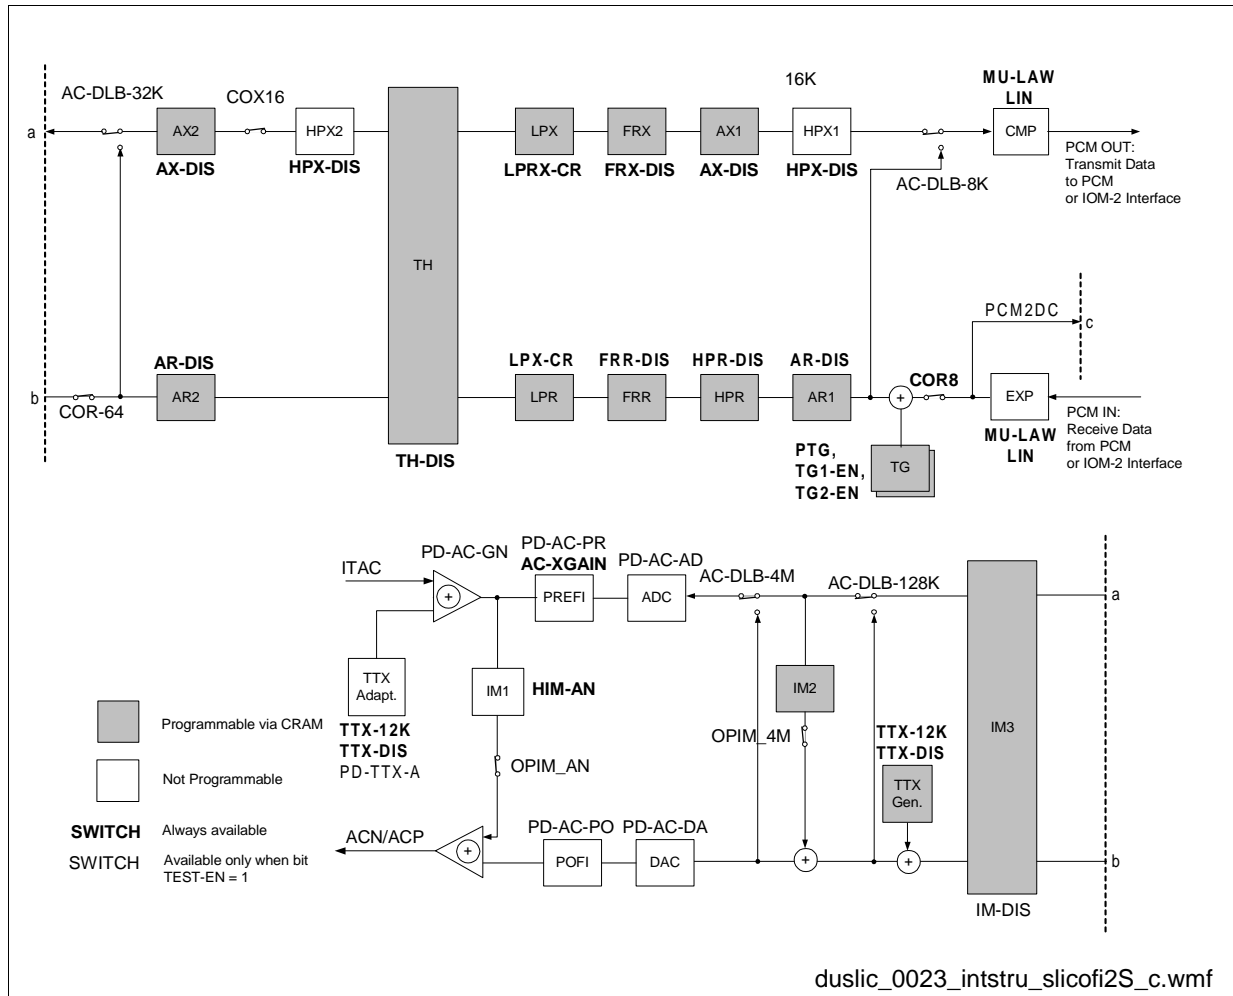 AC-DLB-32K
COX16
16K
MU-LAW
LIN
a
AX2
HPX2
LPX
FRX
AX1
HPX1
CMP
AX-DIS
HPX-DIS
LPRX-CR
FRX-DIS
AX-DIS
HPX-DIS
AC-DLB-8K
PCM OUT:
Transmit Data
to PCM
or IOM-2 Interface
TH
PCM2DC
c
AR-DIS
LPX-CR
FRR-DIS
HPR-DIS
AR-DIS
COR8
b
COR-64
AR2
LPR
FRR
HPR
AR1
+
EXP
PCM IN:
Receive Data
from PCM
or IOM-2 Interface
TH-DIS
PTG,
TG1-EN,
TG2-EN
TG
MU-LAW
LIN
ITAC
PD-AC-GN
PD-AC-PR
AC-XGAIN
PD-AC-AD
AC-DLB-4M
AC-DLB-128K
a
+
PREFI
ADC
TTX
Adapt.
IM1
HIM-AN
IM2
IM3
TTX-12K
TTX-DIS
PD-TTX-A
OPIM_AN
OPIM_4M
TTX-12K
TTX-DIS
TTX
Gen.
Programmable via CRAM
Not Programmable
SWITCH Always available
SWITCH Available only when bit
TEST-EN = 1
ACN/ACP
PD-AC-PO
PD-AC-DA
+
POFI
DAC
+
+
b
IM-DIS
duslic_0023_intstru_slicofi2S_c.wmf